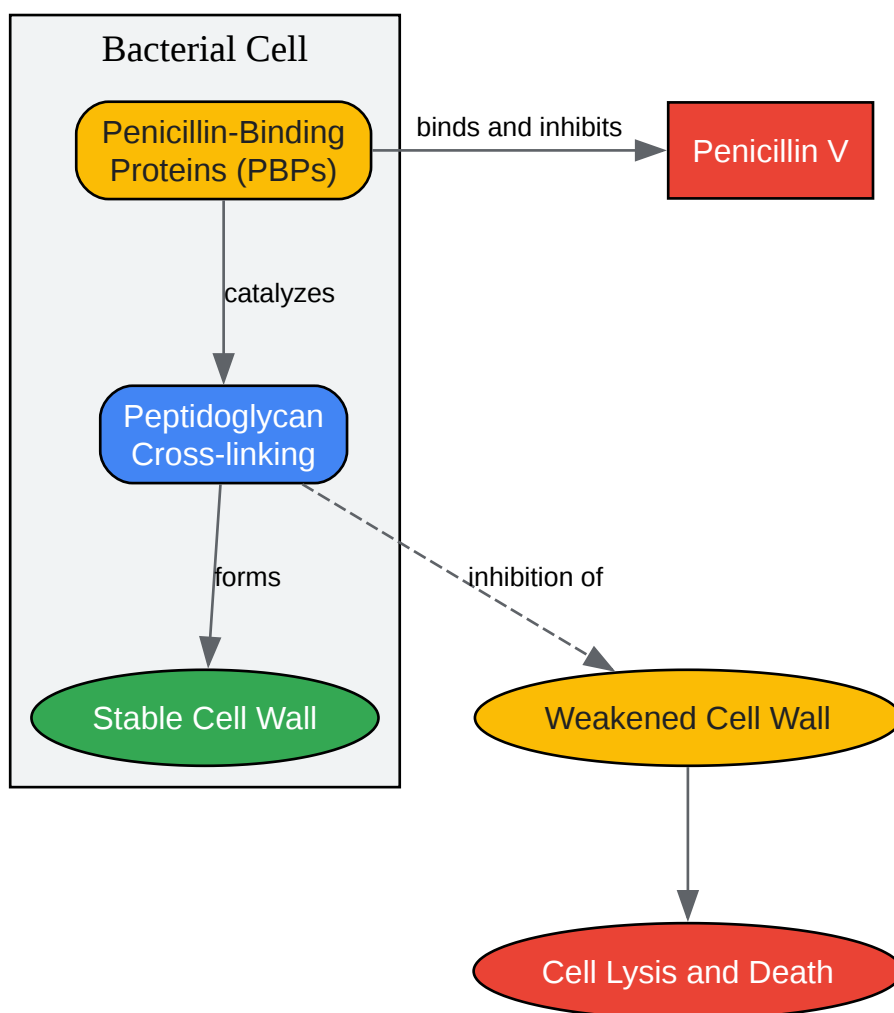 Bacterial Cell
Penicillin-Binding
Proteins (PBPs)
binds and inhibits
Penicillin V
catalyzes
Peptidoglycan
Cross-linking
forms
inhibition of
Stable Cell Wall
Weakened Cell Wall
Cell Lysis and Death